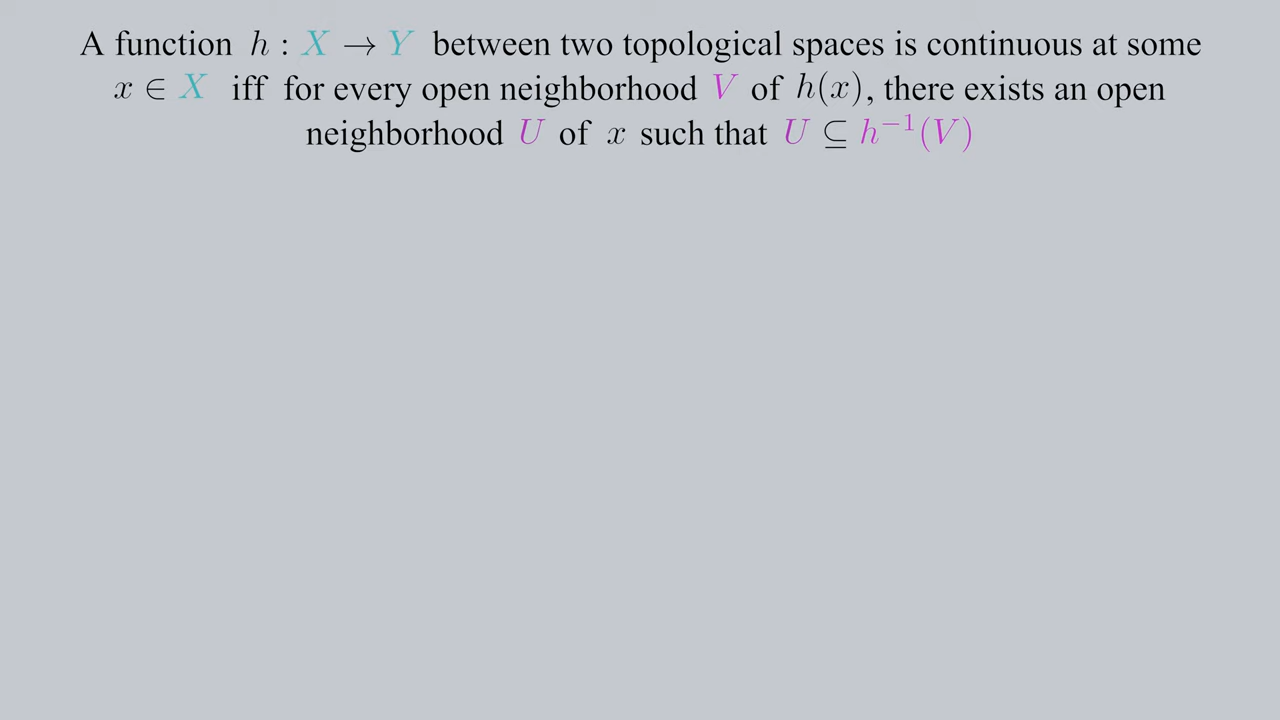 A function h : X → Y between two topological spaces is continuous at some
x ∈ X iff for every open neighborhood V of h(x), there exists an open
neighborhood U of x such that U ⊆ h⁻¹(V)